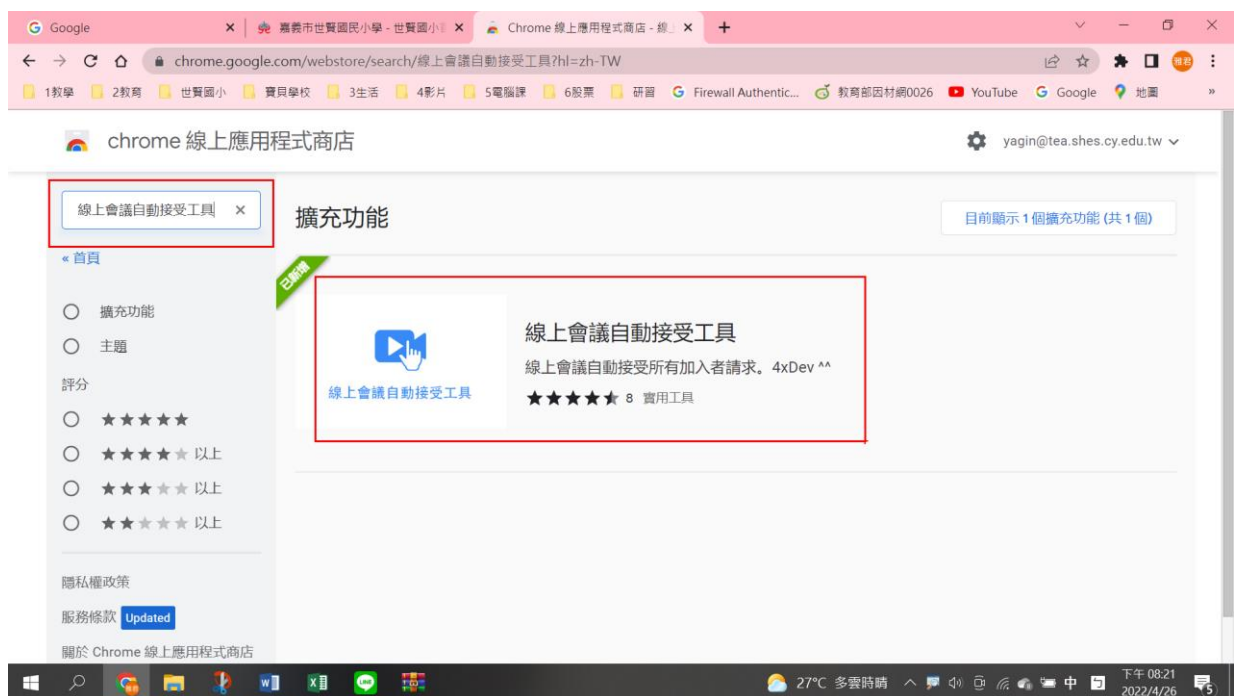 Google
嘉義市世賢國民小學 - 世賢國小
Chrome 線上應用程式商店 - 線
chrome.google.com/webstore/search/線上會議自動接受工具?hl=zh-TW
雅君
1教學 2教育 世賢國小 寶貝學校 3生活 4影片 5電腦課 6股票 研習 Firewall Authentic... 教育部因材網0026 YouTube Google 地圖 »
chrome 線上應用程式商店
yagin@tea.shes.cy.edu.tw
線上會議自動接受工具
« 首頁
擴充功能
主題
評分
以上
以上
以上
隱私權政策
服務條款 Updated
關於 Chrome 線上應用程式商店
擴充功能
目前顯示 1 個擴充功能 (共 1 個)
已新增
線上會議自動接受工具
線上會議自動接受工具
線上會議自動接受所有加入者請求。4xDev ^^
8 實用工具
27°C 多雲時晴
中
下午 08:21
2022/4/26
5